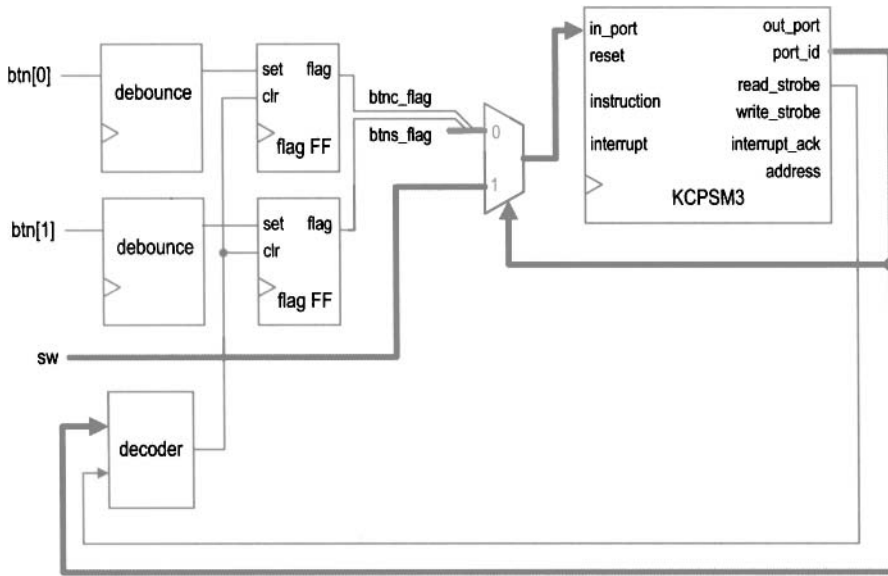 btn[0]
debounce
set
flag
clr
flag FF
btnc_flag
btns_flag
0
1
in_port
reset
instruction
interrupt
out_port
port_id
read_strobe
write_strobe
interrupt_ack
address
KCPSM3
btn[1]
debounce
set
flag
clr
flag FF
sw
decoder